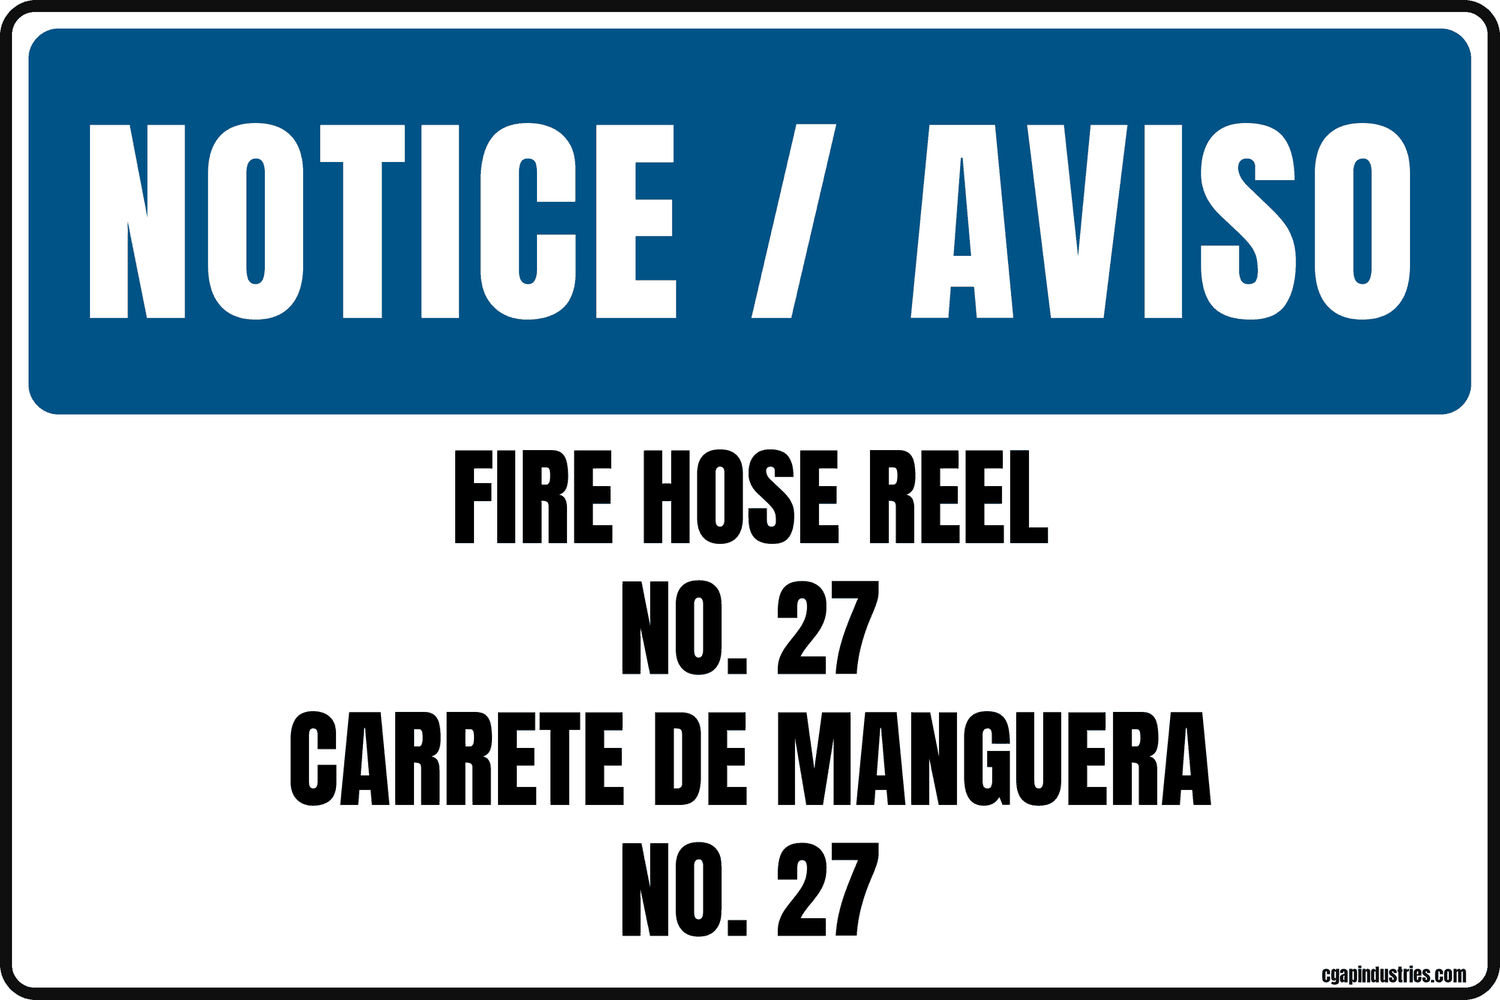 NOTICE / AVISO
FIRE HOSE REEL
NO. 27
CARRETE DE MANGUERA
NO. 27
cgapindustries.com